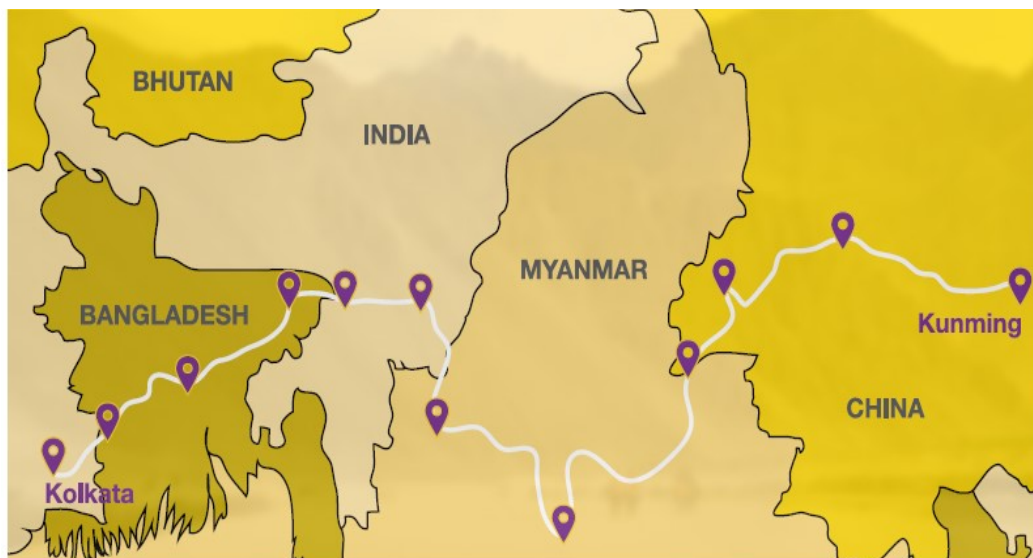 BHUTAN
INDIA
MYANMAR
BANGLADESH
Kunming
CHINA
Kolkata